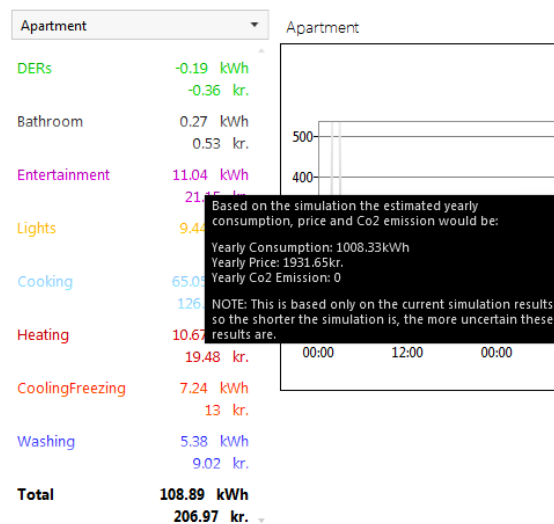 Apartment
Apartment
DERs -0.19 kWh
-0.36 kr.
Bathroom 0.27 kWh
0.53 kr.
Entertainment 11.04 kWh
Lights
Cooking
Heating
19.48 kr.
CoolingFreezing 7.24 kWh
13 kr.
Washing 5.38 kWh
9.02 kr.
Total 108.89 kWh
206.97 kr.
Based on the simulation the estimated yearly
consumption, price and Co2 emission would be:
Yearly Consumption: 1008.33kWh
Yearly Price: 1931.65kr.
Yearly Co2 Emission: 0
NOTE: This is based only on the current simulation results
so the shorter the simulation is, the more uncertain these
results are.
500
400
00:00 12:00 00:00